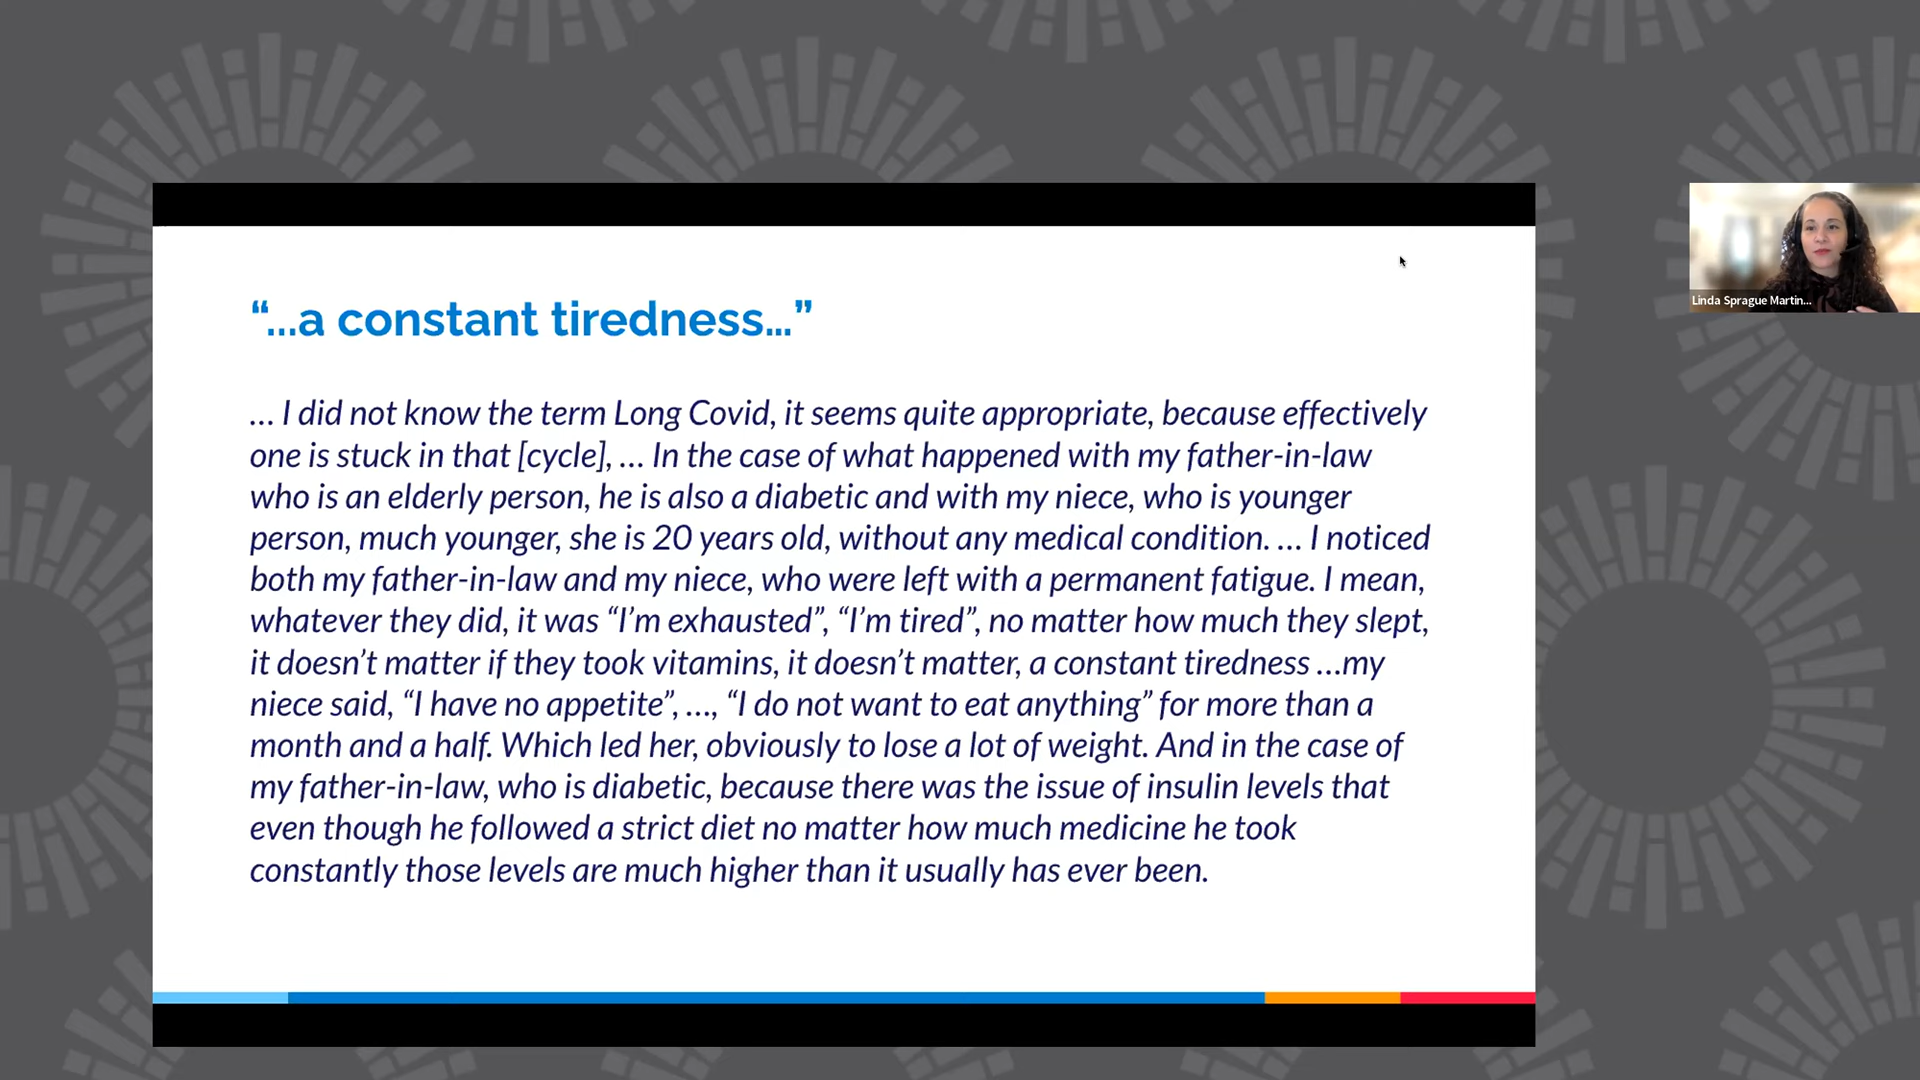 “...a constant tiredness...”
... I did not know the term Long Covid, it seems quite appropriate, because effectively
one is stuck in that [cycle], ... In the case of what happened with my father-in-law
who is an elderly person, he is also a diabetic and with my niece, who is younger
person, much younger, she is 20 years old, without any medical condition. ... I noticed
both my father-in-law and my niece, who were left with a permanent fatigue. I mean,
whatever they did, it was “I’m exhausted”, “I’m tired”, no matter how much they slept,
it doesn’t matter if they took vitamins, it doesn’t matter, a constant tiredness ...my
niece said, “I have no appetite”, ..., “I do not want to eat anything” for more than a
month and a half. Which led her, obviously to lose a lot of weight. And in the case of
my father-in-law, who is diabetic, because there was the issue of insulin levels that
even though he followed a strict diet no matter how much medicine he took
constantly those levels are much higher than it usually has ever been.
Linda Sprague Martin...